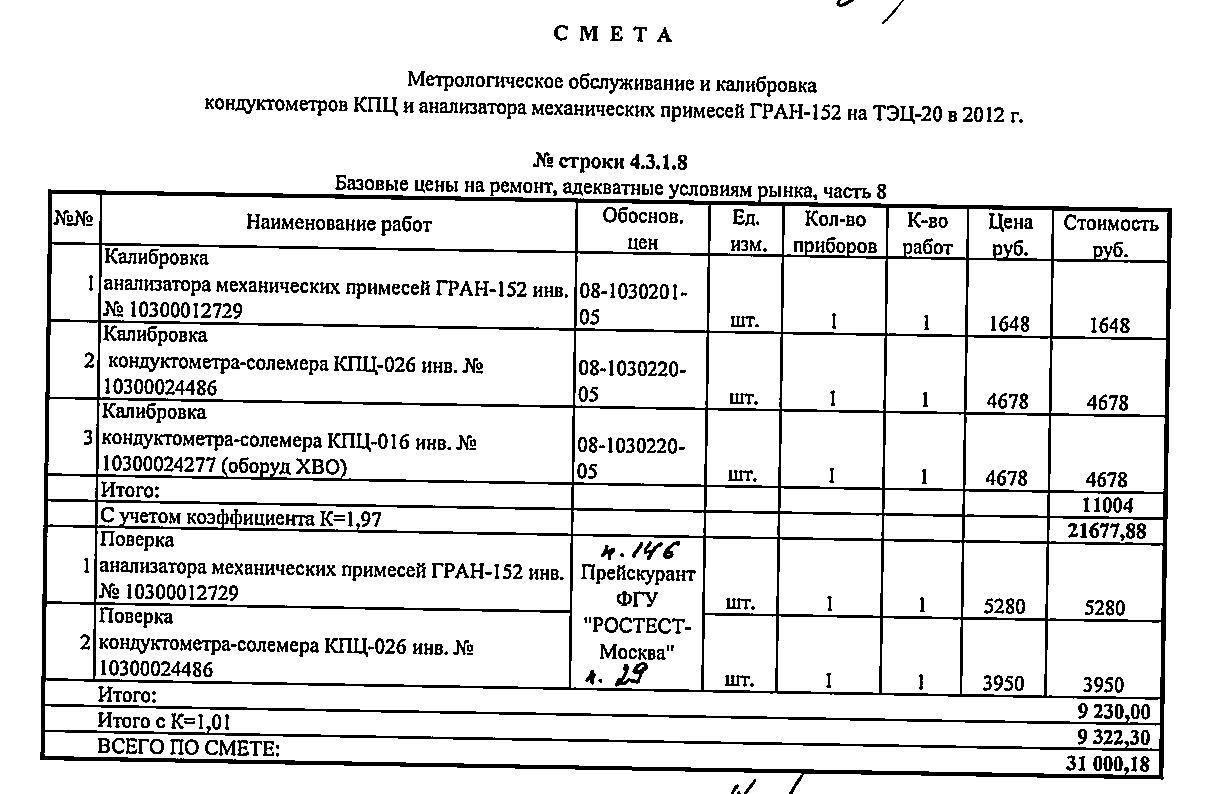 С М Е Т А
Метрологическое обслуживание и калибровка
кондуктометров КПЦ и анализатора механических примесей ГРАН-152 на ТЭЦ-20 в 2012 г.
№ строки 4.3.1.8
Базовые цены на ремонт, адекватные условиям рынка, часть 8
№№ Наименование работ Обоснов. цен Ед. изм. Кол-во приборов К-во работ Цена руб. Стоимость руб.
Калибровка
1 анализатора механических примесей ГРАН-152 инв. 08-1030201-
№ 10300012729 05 шт. 1 1 1648 1648
Калибровка
2 кондуктометра-солемера КПЦ-026 инв. № 08-1030220-
10300024486 05 шт. 1 1 4678 4678
Калибровка
3 кондуктометра-солемера КПЦ-016 инв. № 08-1030220-
10300024277 (оборуд ХВО) 05 шт. 1 1 4678 4678
Итого: 11004
С учетом коэффициента К=1,97 21677,88
Поверка п. 146
1 анализатора механических примесей ГРАН-152 инв. Прейскурант
№ 10300012729 ФГУ шт. 1 1 5280 5280
Поверка "РОСТЕСТ-
2 кондуктометра-солемера КПЦ-026 инв. № Москва"
10300024486 п. 29 шт. 1 1 3950 3950
Итого: 9 230,00
Итого с К=1,01 9 322,30
ВСЕГО ПО СМЕТЕ: 31 000,18